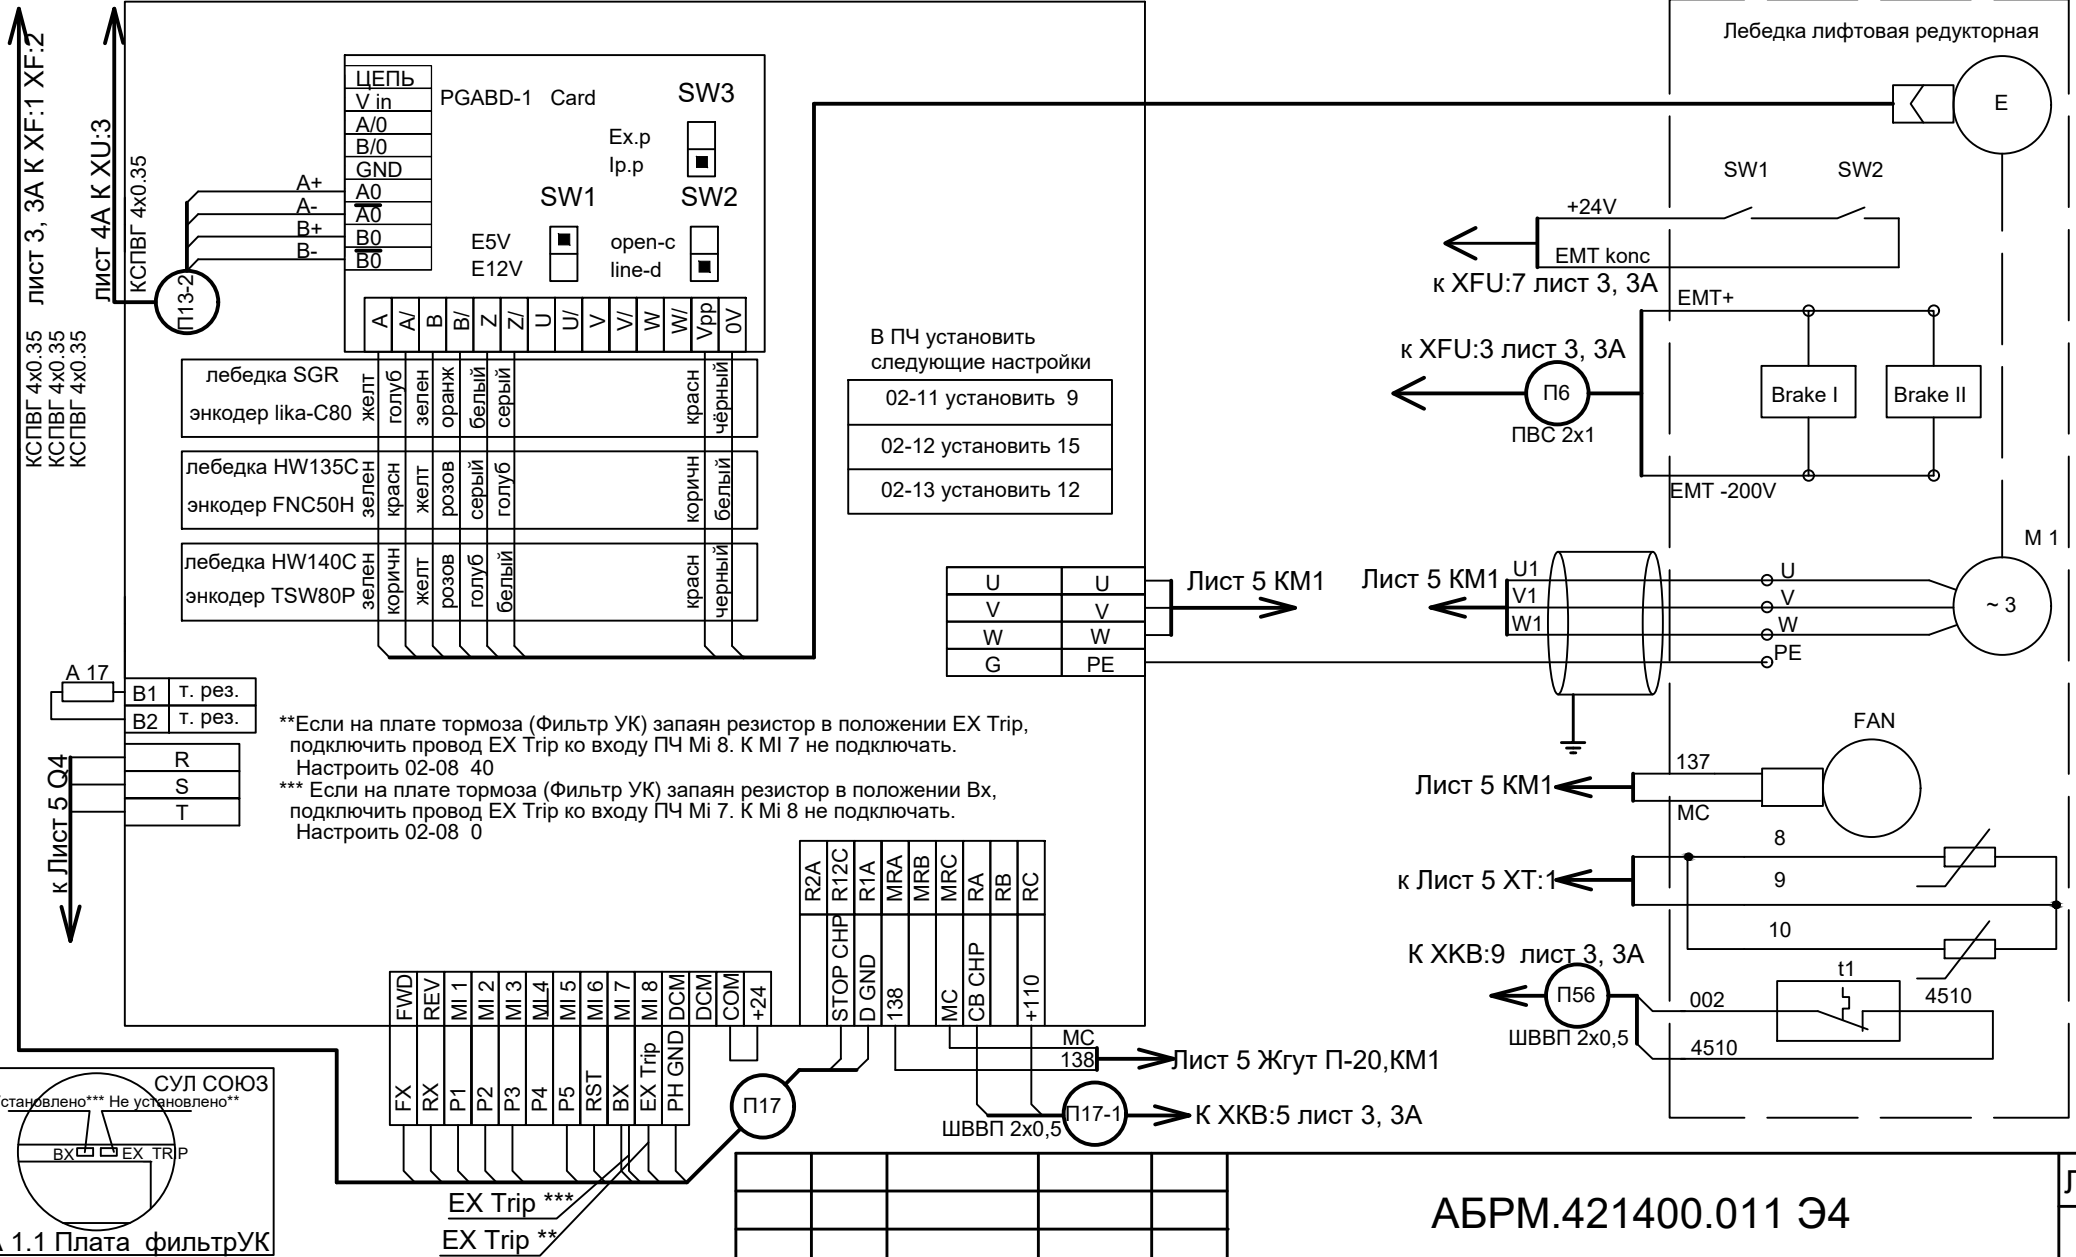 лист 3, 3А К XF:1 XF:2
КСПВГ 4х0.35
КСПВГ 4х0.35
КСПВГ 4х0.35
лист 4А К XU:3
КСПВГ 4х0.35
П13-2
A+
A-
B+
B-
ЦЕПЬ
V in
A/0
B/0
GND
A0
A0
B0
B0
PGABD-1 Card
SW3
Ex.p
Ip.p
SW1
E5V
E12V
SW2
open-c
line-d
A
A/
B
B/
Z
Z/
U
U/
V
V/
W
W/
Vpp
0V
лебедка SGR
энкодер lika-C80
желт
голуб
зелен
оранж
белый
серый
красн
чёрный
лебедка HW135C
энкодер FNC50H
зелен
красн
желт
розов
серый
голуб
коричн
белый
лебедка HW140C
энкодер TSW80P
зелен
коричн
желт
розов
голуб
белый
красн
черный
В ПЧ установить
следующие настройки
02-11 установить 9
02-12 установить 15
02-13 установить 12
U U
V V
W W
G PE
Лист 5 КМ1
A 17
B1 т. рез.
B2 т. рез.
R
S
T
к Лист 5 Q4
**Если на плате тормоза (Фильтр УК) запаян резистор в положении EX Trip,
подключить провод EX Trip ко входу ПЧ Mi 8. К MI 7 не подключать.
Настроить 02-08 40
*** Если на плате тормоза (Фильтр УК) запаян резистор в положении Вх,
подключить провод EX Trip ко входу ПЧ Mi 7. К Mi 8 не подключать.
Настроить 02-08 0
R2A
R12C
R1A
MRA
MRB
MRC
RA
RB
RC
STOP CHP
D GND
138
MC
CB CHP
+110
FWD
REV
MI 1
MI 2
MI 3
MI 4
MI 5
MI 6
MI 7
MI 8
DCM
DCM
COM
+24
FX
RX
P1
P2
P3
P4
P5
RST
BX
EX Trip
PH GND
П17
MC
138
Лист 5 Жгут П-20,КМ1
П17-1
ШВВП 2х0,5
К ХКВ:5 лист 3, 3А
EX Trip ***
EX Trip **
СУЛ СОЮЗ
становлено*** Не установлено**
BX
EX TRIP
1.1 Плата фильтрУК
Лебедка лифтовая редукторная
E
SW1
SW2
+24V
EMT konc
к XFU:7 лист 3, 3А
EMT+
к XFU:3 лист 3, 3А
П6
ПВС 2х1
Brake I
Brake II
EMT -200V
M 1
~ 3
Лист 5 КМ1
U1
V1
W1
U
V
W
PE
FAN
137
MC
Лист 5 КМ1
8
9
10
к Лист 5 ХТ:1
К ХКВ:9 лист 3, 3А
П56
ШВВП 2х0,5
t1
002
4510
4510
АБРМ.421400.011 Э4